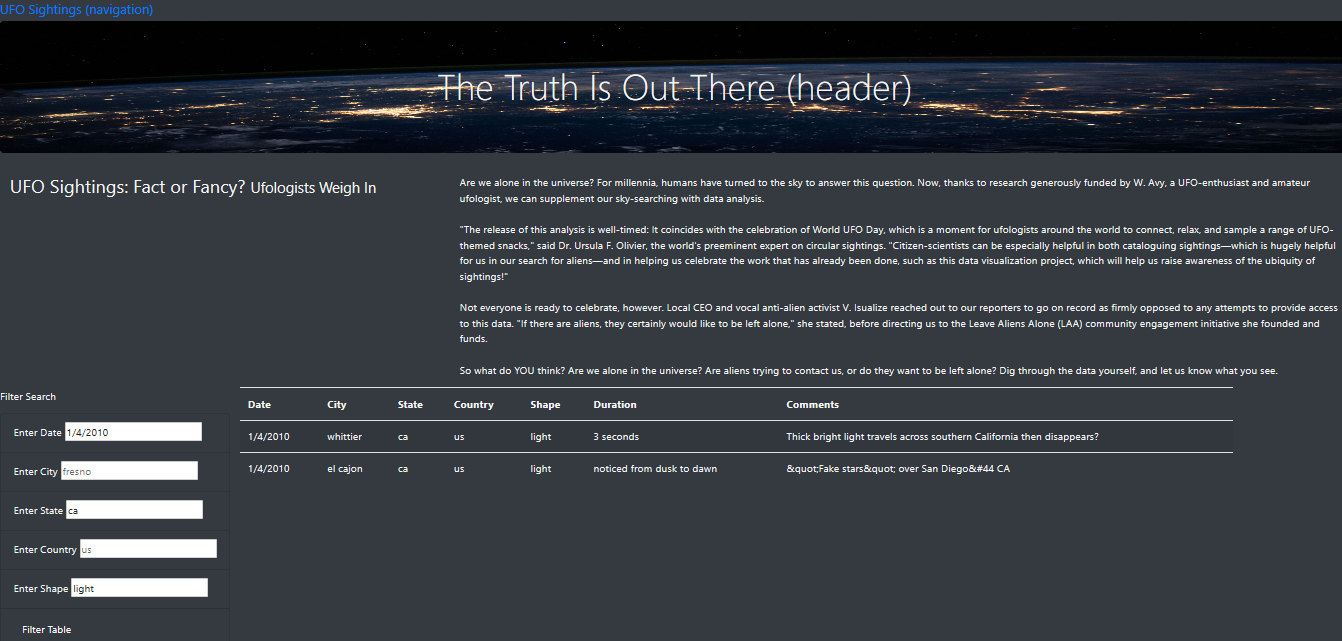 UFO Sightings (navigation)
The Truth Is Out There (header)
UFO Sightings: Fact or Fancy? Ufologists Weigh In
Are we alone in the universe? For millennia, humans have turned to the sky to answer this question. Now, thanks to research generously funded by W. Avy, a UFO-enthusiast and amateur
ufologist, we can supplement our sky-searching with data analysis.
"The release of this analysis is well-timed: It coincides with the celebration of World UFO Day, which is a moment for ufologists around the world to connect, relax, and sample a range of UFO-
themed snacks," said Dr. Ursula F. Olivier, the world's preeminent expert on circular sightings. "Citizen-scientists can be especially helpful in both cataloguing sightings—which is hugely helpful
for us in our search for aliens—and in helping us celebrate the work that has already been done, such as this data visualization project, which will help us raise awareness of the ubiquity of
sightings!"
Not everyone is ready to celebrate, however. Local CEO and vocal anti-alien activist V. Isualize reached out to our reporters to go on record as firmly opposed to any attempts to provide access
to this data. "If there are aliens, they certainly would like to be left alone," she stated, before directing us to the Leave Aliens Alone (LAA) community engagement initiative she founded and
funds.
So what do YOU think? Are we alone in the universe? Are aliens trying to contact us, or do they want to be left alone? Dig through the data yourself, and let us know what you see.
Filter Search
Enter Date 1/4/2010
Enter City fresno
Enter State ca
Enter Country us
Enter Shape light
Filter Table
Date City State Country Shape Duration Comments
1/4/2010 whittier ca us light 3 seconds Thick bright light travels across southern California then disappears?
1/4/2010 el cajon ca us light noticed from dusk to dawn &quot;Fake stars&quot; over San Diego&#44 CA